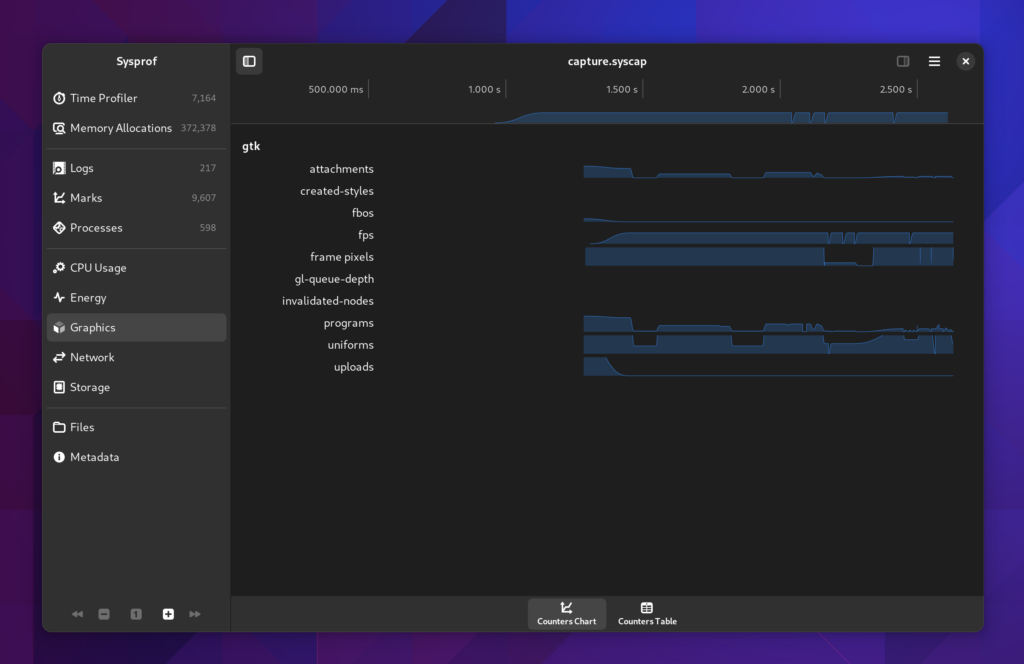 Sysprof
capture.syscap
Time Profiler 7,164
Memory Allocations 372,378
Logs 217
Marks 9,607
Processes 598
CPU Usage
Energy
Graphics
Network
Storage
Files
Metadata
500.000 ms 1.000 s 1.500 s 2.000 s 2.500 s
gtk
attachments
created-styles
fbos
fps
frame pixels
gl-queue-depth
invalidated-nodes
programs
uniforms
uploads
1
Counters Chart Counters Table